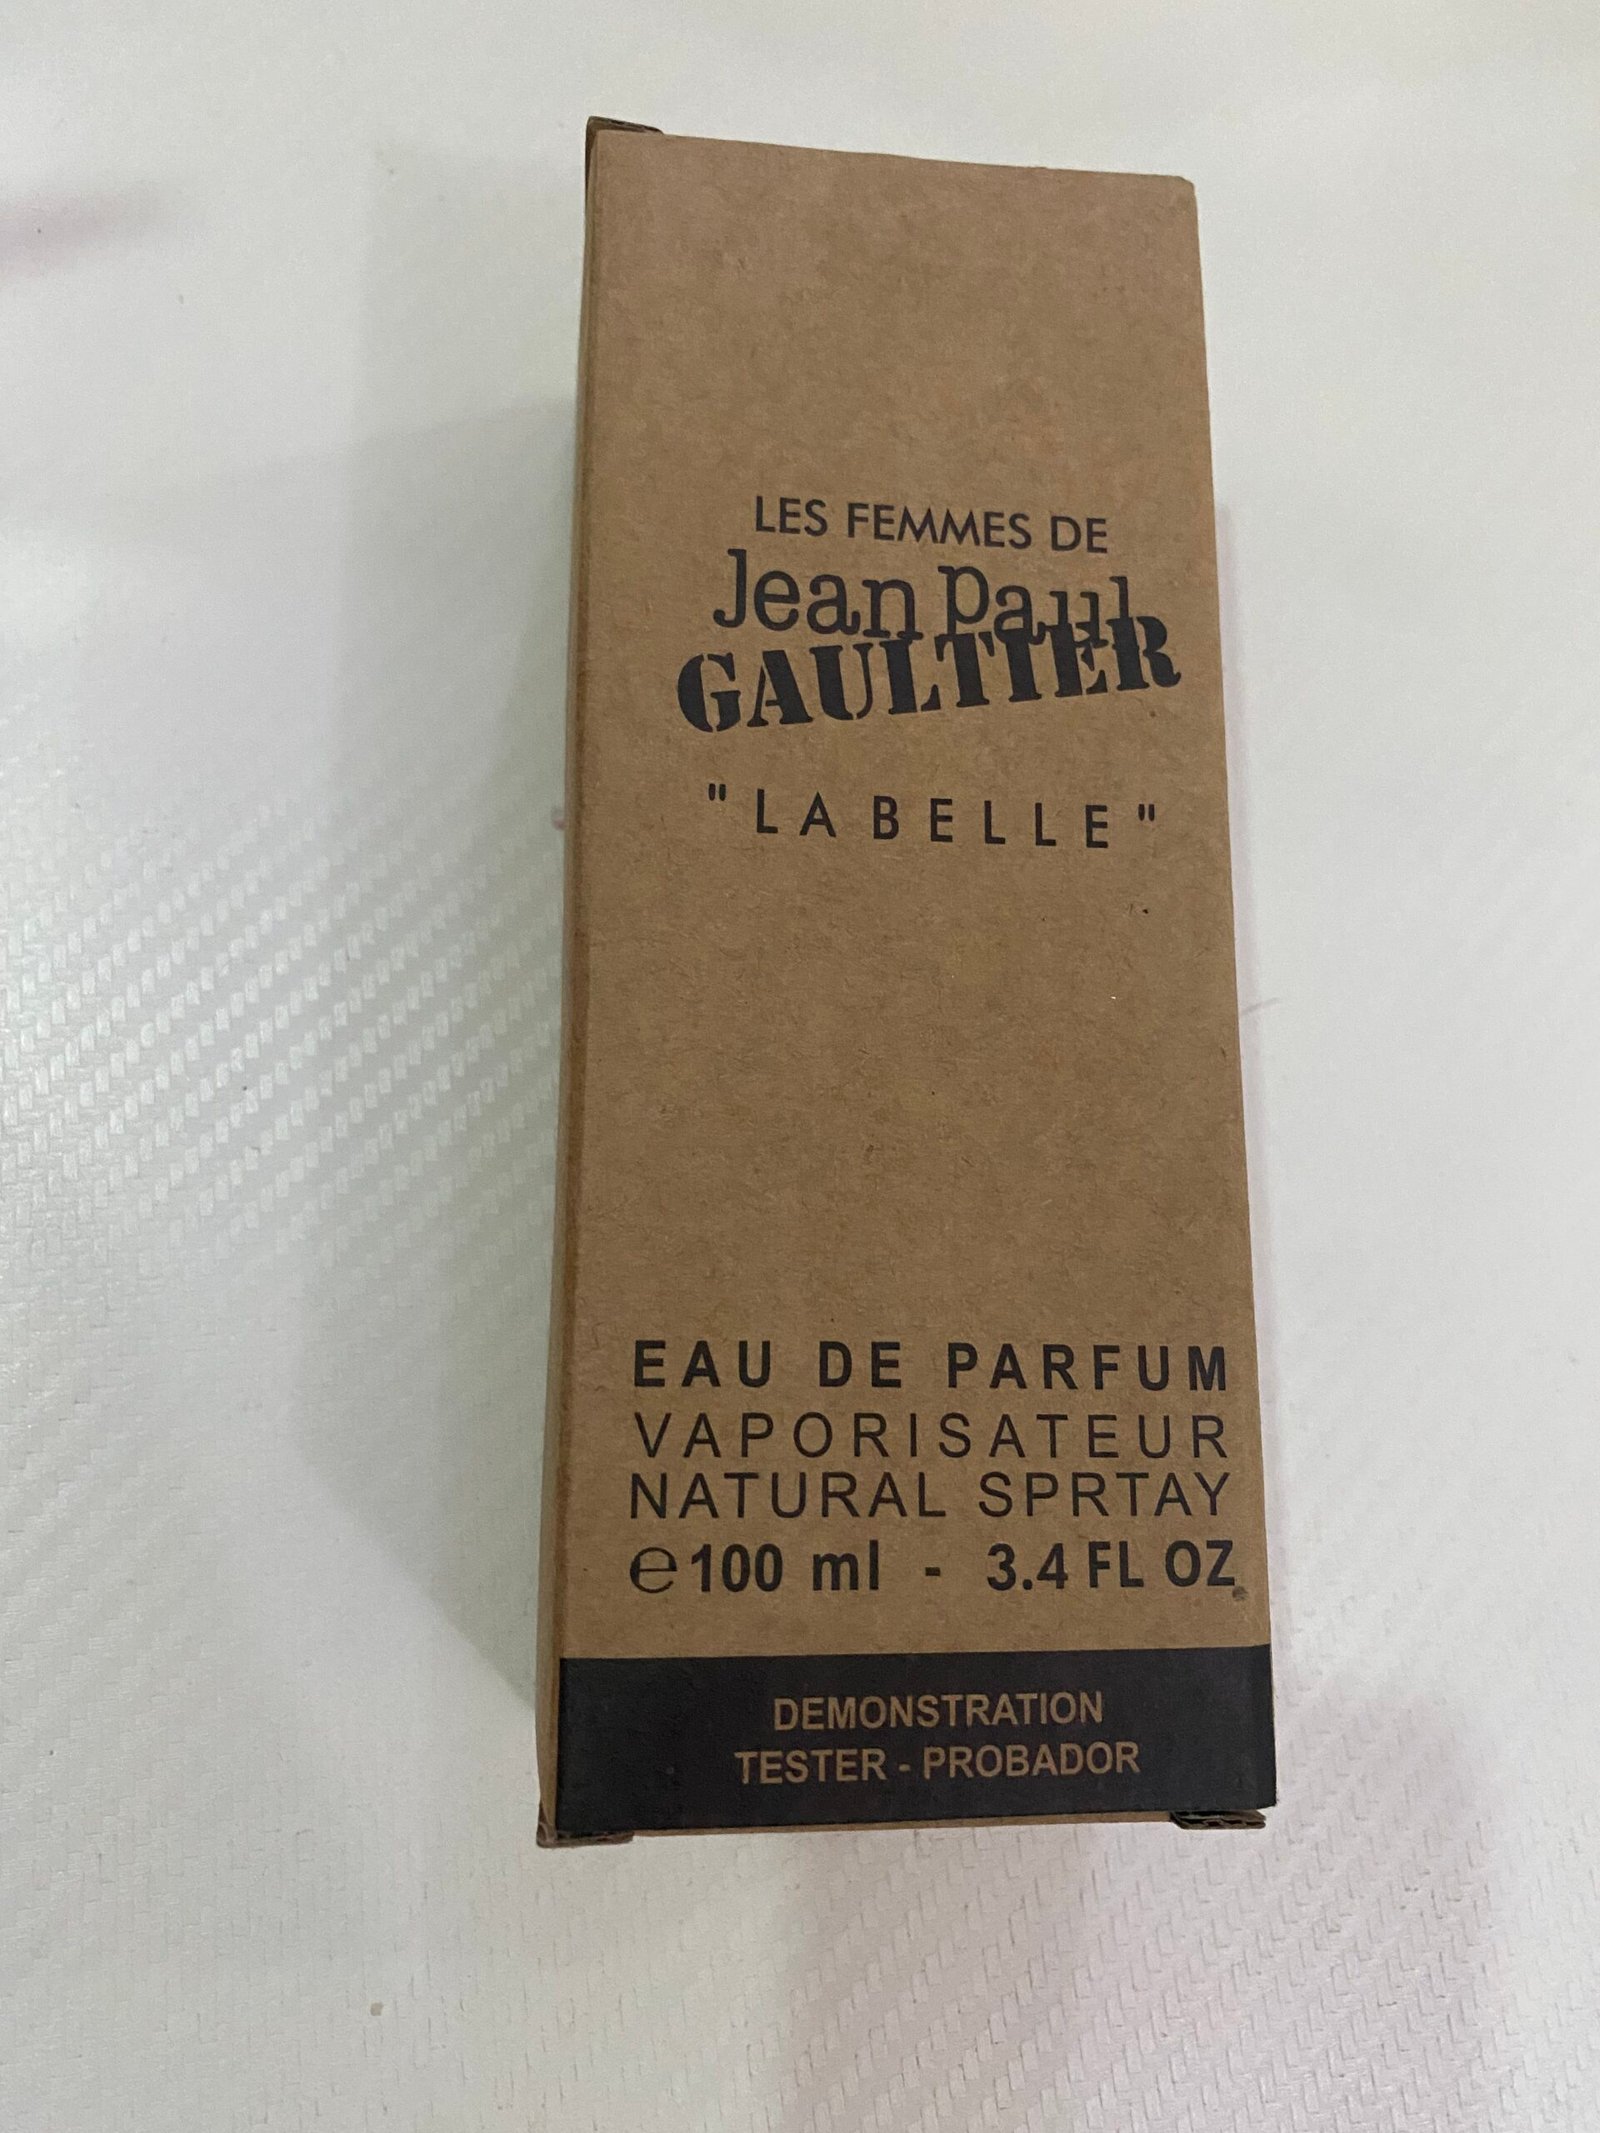 LES FEMMES DE
Jean Paul
GAULTIER
"LA BELLE"
EAU DE PARFUM
VAPORISATEUR
NATURAL SPRTAY
℮100 ml - 3.4 FL OZ.
DEMONSTRATION
TESTER - PROBADOR